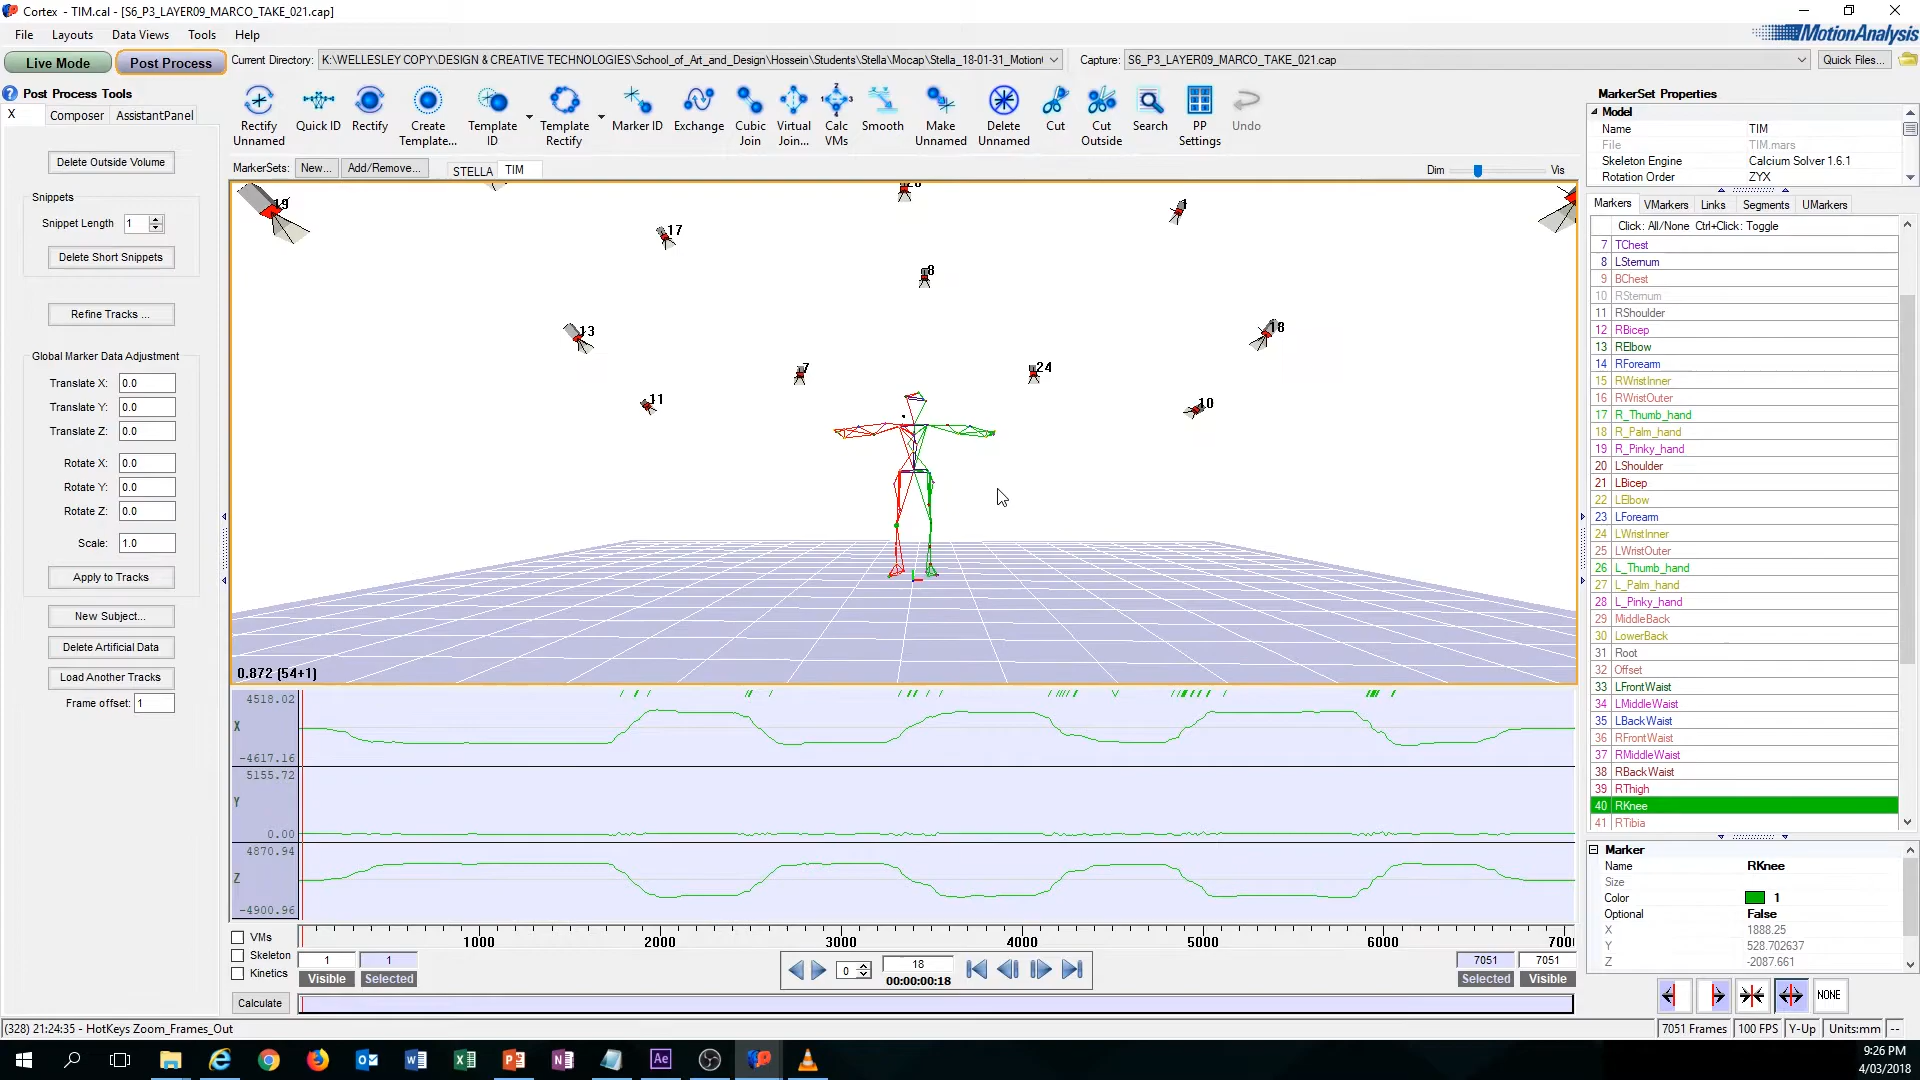 Cortex - TIM.cal - [S6_P3_LAYER09_MARCO_TAKE_021.cap]
File Layouts Data Views Tools Help
MotionAnalysis
Live Mode Post Process Current Directory: K:\WELLESLEY COPY\DESIGN & CREATIVE TECHNOLOGIES\School_of_Art_and_Design\Hossein\Students\Stella\Mocap\Stella_18-01-31_Motion Capture: S6_P3_LAYER09_MARCO_TAKE_021.cap Quick Files...
Post Process Tools
X Composer AssistantPanel
Delete Outside Volume
Snippets
Snippet Length 1
Delete Short Snippets
Refine Tracks ...
Global Marker Data Adjustment
Translate X: 0.0
Translate Y: 0.0
Translate Z: 0.0
Rotate X: 0.0
Rotate Y: 0.0
Rotate Z: 0.0
Scale: 1.0
Apply to Tracks
New Subject...
Delete Artificial Data
Load Another Tracks
Frame offset: 1
Rectify Unnamed
Quick ID
Rectify
Create Template...
Template ID
Template Rectify
Marker ID
Exchange
Cubic Join
Virtual Join...
Calc VMs
Smooth
Make Unnamed
Delete Unnamed
Cut
Cut Outside
Search
PP Settings
Undo
MarkerSets: New... Add/Remove... STELLA TIM
Dim Vis
19
17
1
8
13
18
7
24
11
10
0.872 (54+1)
4518.02
X
-4617.16
5155.72
Y
0.00
4870.94
Z
-4900.96
VMs
Skeleton
Kinetics
1000 2000 3000 4000 5000 6000 700
1 1
Visible Selected
0 18
00:00:00:18
7051 7051
Selected Visible
Calculate
MarkerSet Properties
Model
Name TIM
File TIM.mars
Skeleton Engine Calcium Solver 1.6.1
Rotation Order ZYX
Markers VMarkers Links Segments UMarkers
Click: All/None Ctrl+Click: Toggle
7 TChest
8 LSternum
9 BChest
10 RSternum
11 RShoulder
12 RBicep
13 RElbow
14 RForearm
15 RWristInner
16 RWristOuter
17 R_Thumb_hand
18 R_Palm_hand
19 R_Pinky_hand
20 LShoulder
21 LBicep
22 LElbow
23 LForearm
24 LWristInner
25 LWristOuter
26 L_Thumb_hand
27 L_Palm_hand
28 L_Pinky_hand
29 MiddleBack
30 LowerBack
31 Root
32 Offset
33 LFrontWaist
34 LMiddleWaist
35 LBackWaist
36 RFrontWaist
37 RMiddleWaist
38 RBackWaist
39 RThigh
40 RKnee
41 RTibia
Marker
Name RKnee
Size
Color 1
Optional False
X 1888.25
Y 528.702637
Z -2087.661
NONE
(328) 21:24:35 - HotKeys Zoom_Frames_Out
7051 Frames 100 FPS Y-Up Units:mm --
Ae
9:26 PM
4/03/2018